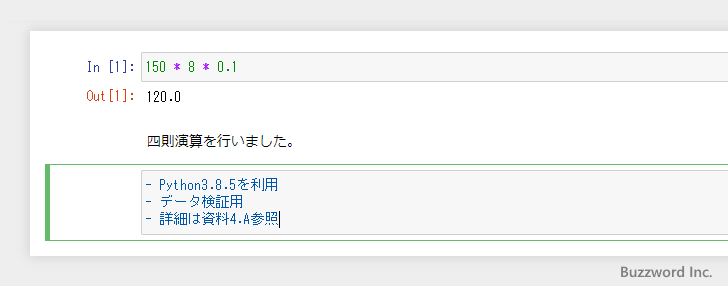 In [1]: 150 * 8 * 0.1
Out[1]: 120.0
四則演算を行いました。
- Python3.8.5を利用
- データ検証用
- 詳細は資料4.A参照
Buzzword Inc.